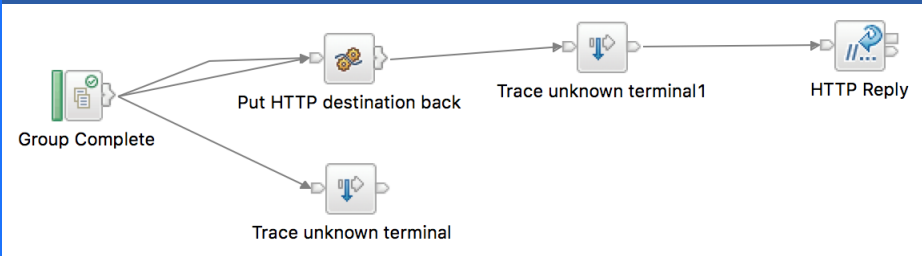 Group Complete
Put HTTP destination back
Trace unknown terminal1
//...
HTTP Reply
Trace unknown terminal